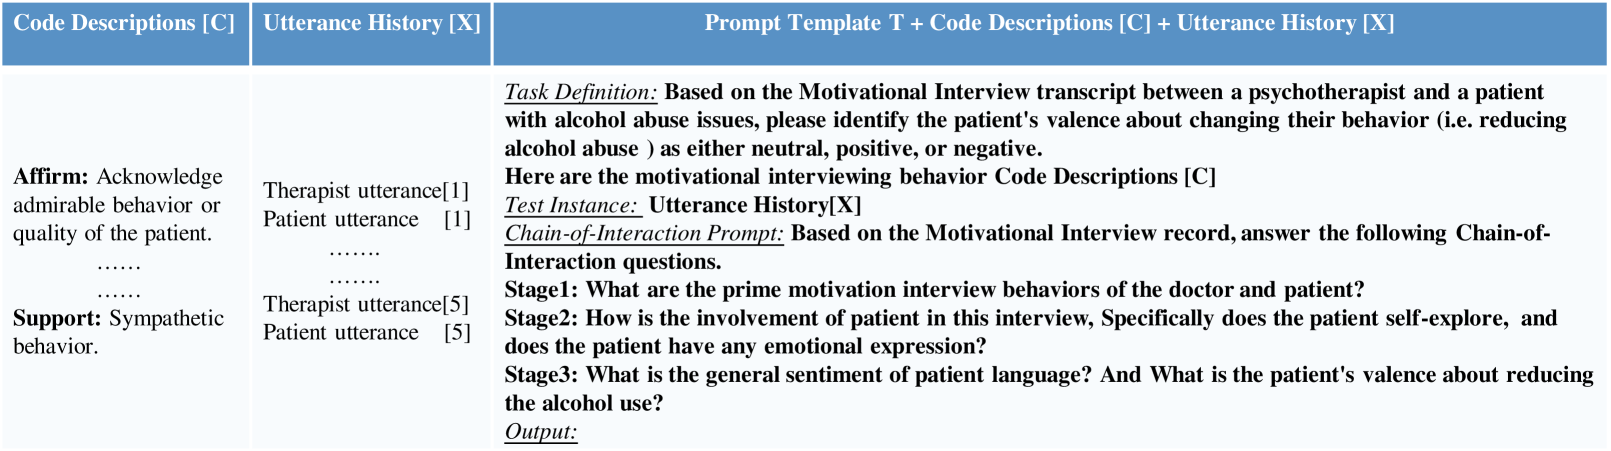 Code Descriptions [C]
Utterance History [X]
Prompt Template T + Code Descriptions [C] + Utterance History [X]
Affirm: Acknowledge
admirable behavior or
quality of the patient.
……
……
Support: Sympathetic
behavior.
Therapist utterance[1]
Patient utterance [1]
…….
…….
Therapist utterance[5]
Patient utterance [5]
Task Definition: Based on the Motivational Interview transcript between a psychotherapist and a patient
with alcohol abuse issues, please identify the patient's valence about changing their behavior (i.e. reducing
alcohol abuse ) as either neutral, positive, or negative.
Here are the motivational interviewing behavior Code Descriptions [C]
Test Instance: Utterance History[X]
Chain-of-Interaction Prompt: Based on the Motivational Interview record, answer the following Chain-of-
Interaction questions.
Stage1: What are the prime motivation interview behaviors of the doctor and patient?
Stage2: How is the involvement of patient in this interview, Specifically does the patient self-explore, and
does the patient have any emotional expression?
Stage3: What is the general sentiment of patient language? And What is the patient's valence about reducing
the alcohol use?
Output: